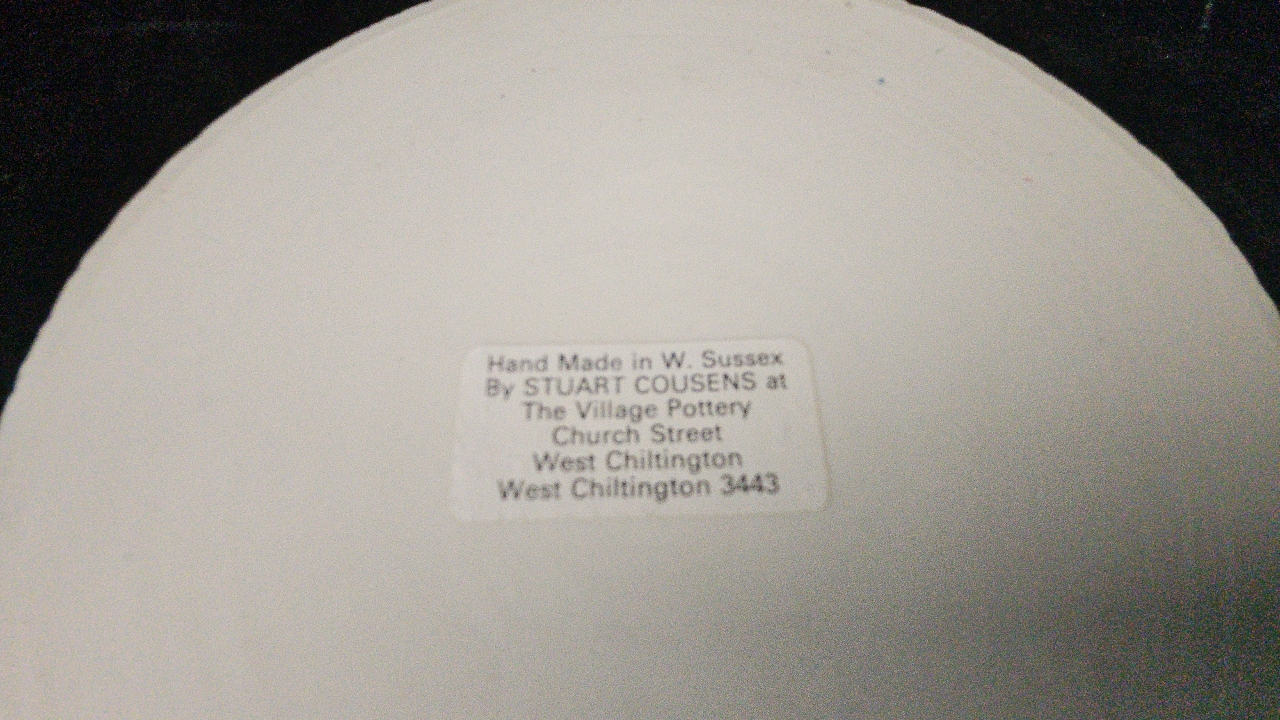 Hand Made in W. Sussex
By STUART COUSENS at
The Village Pottery
Church Street
West Chiltington
West Chiltington 3443